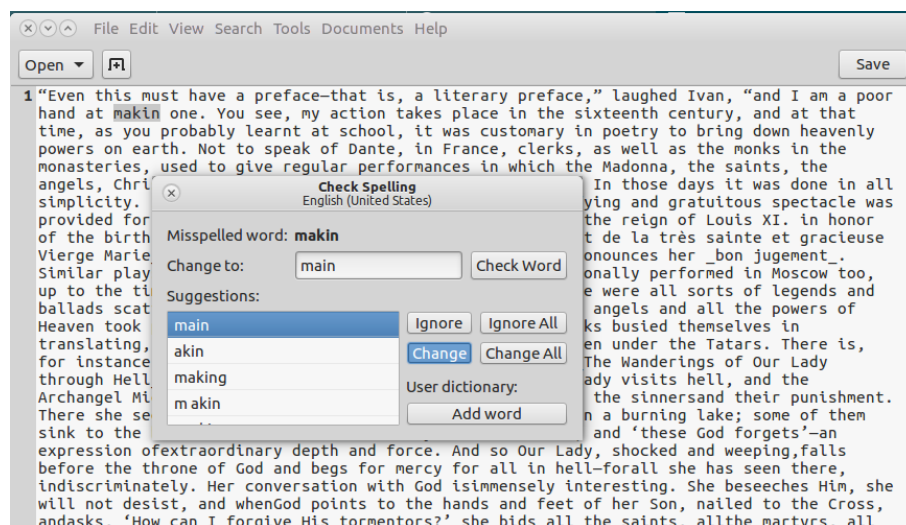 File Edit View Search Tools Documents Help
Open
Save
1 “Even this must have a preface—that is, a literary preface,” laughed Ivan, “and I am a poor
hand at makin one. You see, my action takes place in the sixteenth century, and at that
time, as you probably learnt at school, it was customary in poetry to bring down heavenly
powers on earth. Not to speak of Dante, in France, clerks, as well as the monks in the
monasteries, used to give regular performances in which the Madonna, the saints, the
angels, Chri In those days it was done in all
simplicity. ying and gratuitous spectacle was
provided for the reign of Louis XI. in honor
of the birth t de la très sainte et gracieuse
Vierge Marie onounces her _bon jugement_.
Similar play onally performed in Moscow too,
up to the ti e were all sorts of legends and
ballads scat angels and all the powers of
Heaven took ks busied themselves in
translating, en under the Tatars. There is,
for instance The Wanderings of Our Lady
through Hell ady visits hell, and the
Archangel Mi the sinnersand their punishment.
There she se n a burning lake; some of them
sink to the and ‘these God forgets’—an
expression ofextraordinary depth and force. And so Our Lady, shocked and weeping,falls
before the throne of God and begs for mercy for all in hell—forall she has seen there,
indiscriminately. Her conversation with God isimmensely interesting. She beseeches Him, she
will not desist, and whenGod points to the hands and feet of her Son, nailed to the Cross,
andasks, ‘How can I forgive His tormentors?’ she bids all the saints, allthe martyrs, all
Check Spelling
English (United States)
Misspelled word: makin
Change to: main Check Word
Suggestions:
main
akin
making
m akin
Ignore Ignore All
Change Change All
User dictionary:
Add word